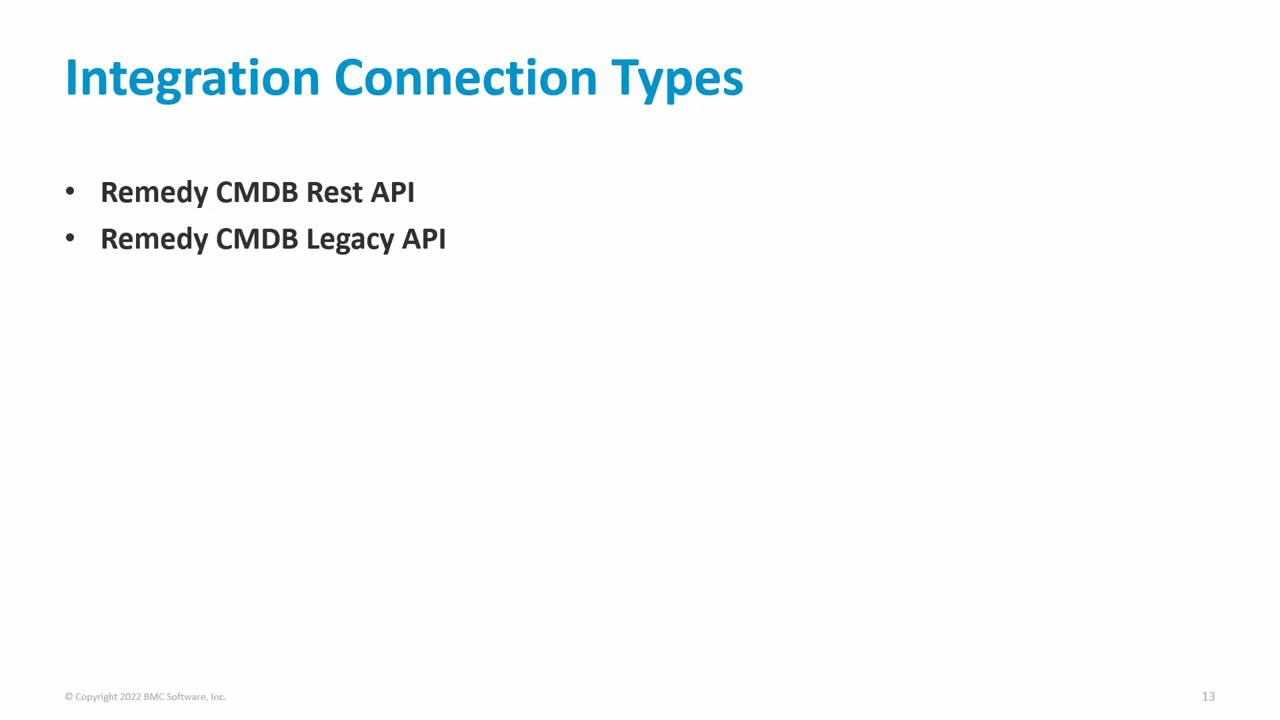 Integration Connection Types
• Remedy CMDB Rest API
• Remedy CMDB Legacy API
© Copyright 2022 BMC Software, Inc.
13